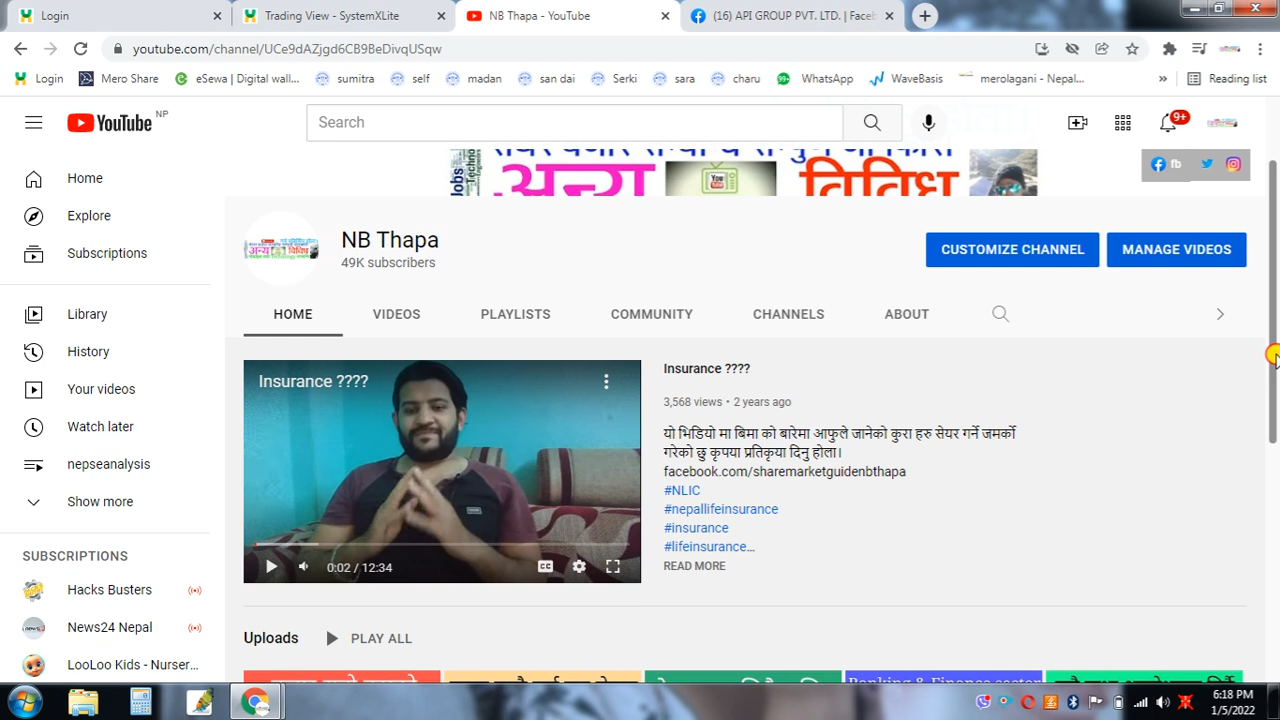 Login
Trading View - SystemXLite
NB Thapa - YouTube
(16) API GROUP PVT. LTD. | Faceb
youtube.com/channel/UCe9dAZjgd6CB9BeDivqUSqw
Login
Mero Share
eSewa | Digital wall...
sumitra
self
madan
san dai
Serki
sara
charu
WhatsApp
WaveBasis
merolagani - Nepal...
»
Reading list
YouTube NP
Search
9+
अन्य
विविध
fb
Home
Explore
Subscriptions
Library
History
Your videos
Watch later
nepseanalysis
Show more
SUBSCRIPTIONS
Hacks Busters
News24 Nepal
LooLoo Kids - Nurser...
NB Thapa
49K subscribers
CUSTOMIZE CHANNEL
MANAGE VIDEOS
HOME
VIDEOS
PLAYLISTS
COMMUNITY
CHANNELS
ABOUT
Insurance ????
0:02 / 12:34
Insurance ????
3,568 views • 2 years ago
यो भिडियो मा बिमा को बारेमा आफुले जानेको कुरा हरु सेयर गर्ने जमर्को
गरेको छु कृपया प्रतिकृया दिनु होला।
facebook.com/sharemarketguidenbthapa
#NLIC
#nepallifeinsurance
#insurance
#lifeinsurance...
READ MORE
Uploads
PLAY ALL
Banking & Finance sector
6:18 PM
1/5/2022